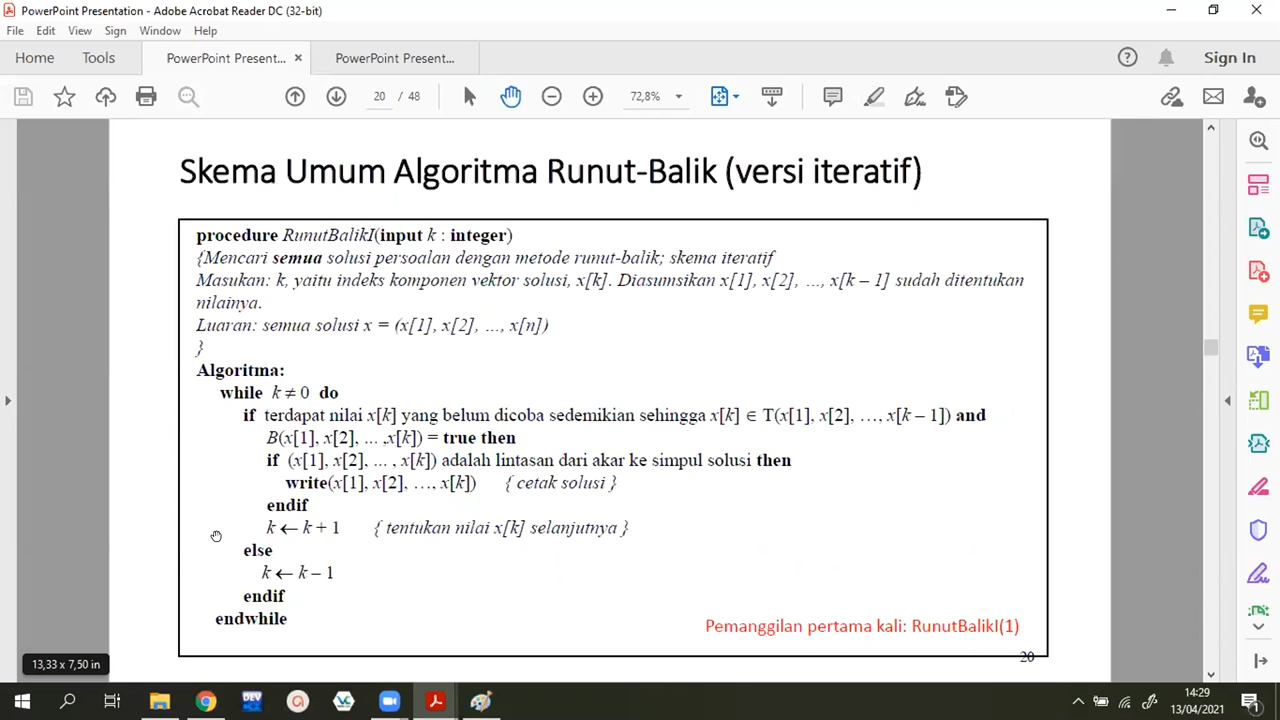 PowerPoint Presentation - Adobe Acrobat Reader DC (32-bit)
File Edit View Sign Window Help
Home Tools PowerPoint Present... PowerPoint Present... Sign In
20 / 48 72,8%
Skema Umum Algoritma Runut-Balik (versi iteratif)
procedure RunutBalikI(input k : integer)
{Mencari semua solusi persoalan dengan metode runut-balik; skema iteratif
Masukan: k, yaitu indeks komponen vektor solusi, x[k]. Diasumsikan x[1], x[2], ..., x[k – 1] sudah ditentukan
nilainya.
Luaran: semua solusi x = (x[1], x[2], ..., x[n])
}
Algoritma:
while k ≠ 0 do
if terdapat nilai x[k] yang belum dicoba sedemikian sehingga x[k] ∈ T(x[1], x[2], ..., x[k – 1]) and
B(x[1], x[2], ... ,x[k]) = true then
if (x[1], x[2], ... , x[k]) adalah lintasan dari akar ke simpul solusi then
write(x[1], x[2], ..., x[k]) { cetak solusi }
endif
k ← k + 1 { tentukan nilai x[k] selanjutnya }
else
k ← k – 1
endif
endwhile
Pemanggilan pertama kali: RunutBalikI(1)
20
13,33 x 7,50 in
DEV
14:29
13/04/2021